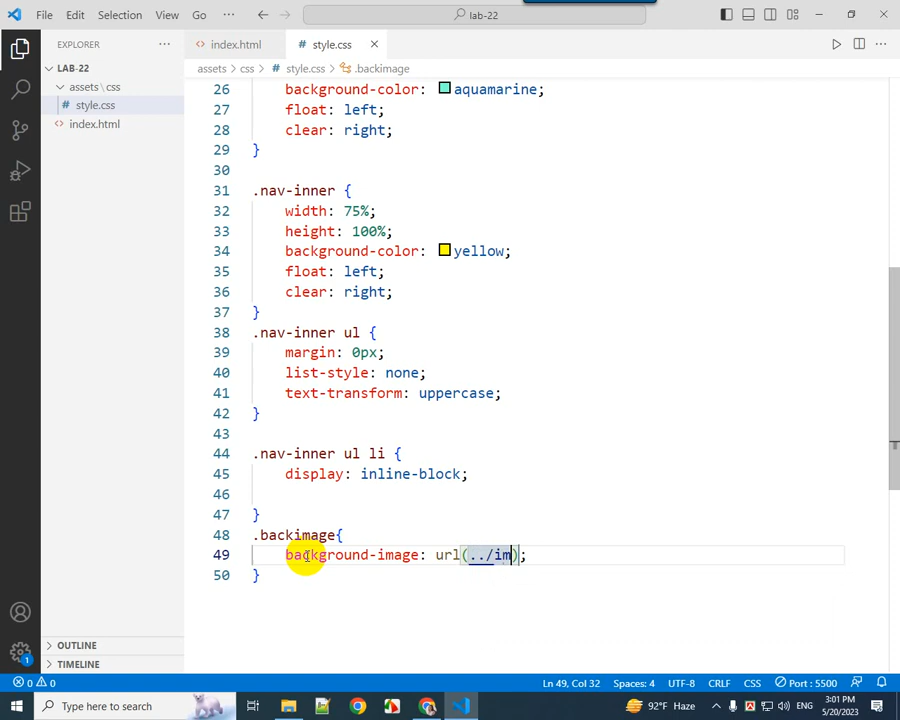 File Edit Selection View Go ··· lab-22
EXPLORER ···
index.html style.css
LAB-22
assets \ css
# style.css
<> index.html
assets > css > # style.css > .backimage
26 background-color: aquamarine;
27 float: left;
28 clear: right;
29 }
30
31 .nav-inner {
32 width: 75%;
33 height: 100%;
34 background-color: yellow;
35 float: left;
36 clear: right;
37 }
38 .nav-inner ul {
39 margin: 0px;
40 list-style: none;
41 text-transform: uppercase;
42 }
43
44 .nav-inner ul li {
45 display: inline-block;
46
47 }
48 .backimage{
49 background-image: url(../im);
50 }
OUTLINE
TIMELINE
1
0 0 Ln 49, Col 32 Spaces: 4 UTF-8 CRLF CSS Port : 5500
Type here to search 92°F Haze 3:01 PM
5/20/2023